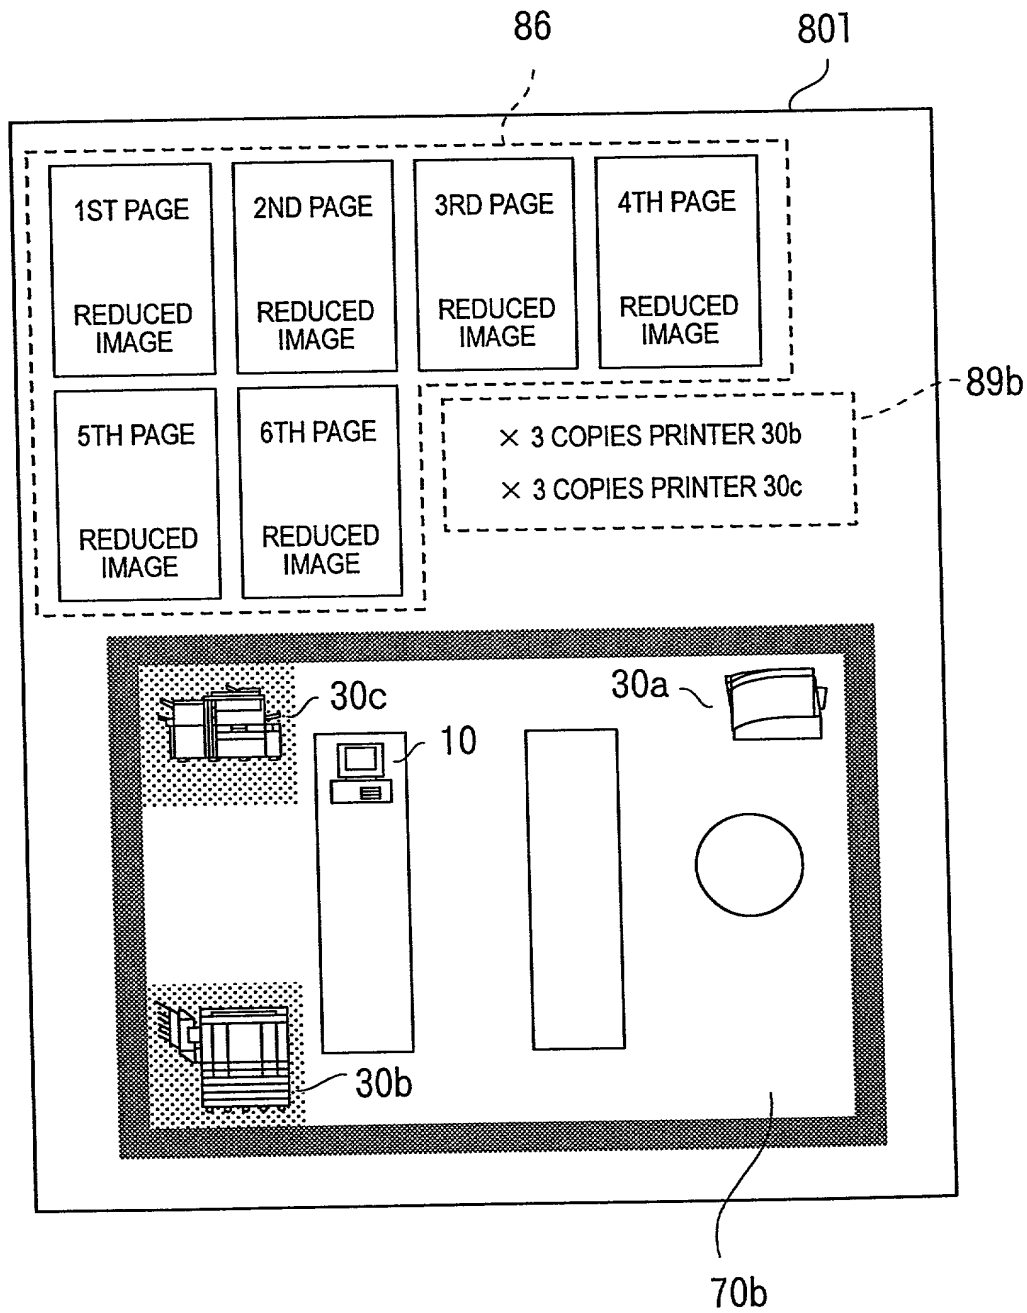 86
801
1ST PAGE
REDUCED
IMAGE
2ND PAGE
REDUCED
IMAGE
3RD PAGE
REDUCED
IMAGE
4TH PAGE
REDUCED
IMAGE
89b
5TH PAGE
REDUCED
IMAGE
6TH PAGE
REDUCED
IMAGE
× 3 COPIES PRINTER 30b
× 3 COPIES PRINTER 30c
30c
30a
10
30b
70b